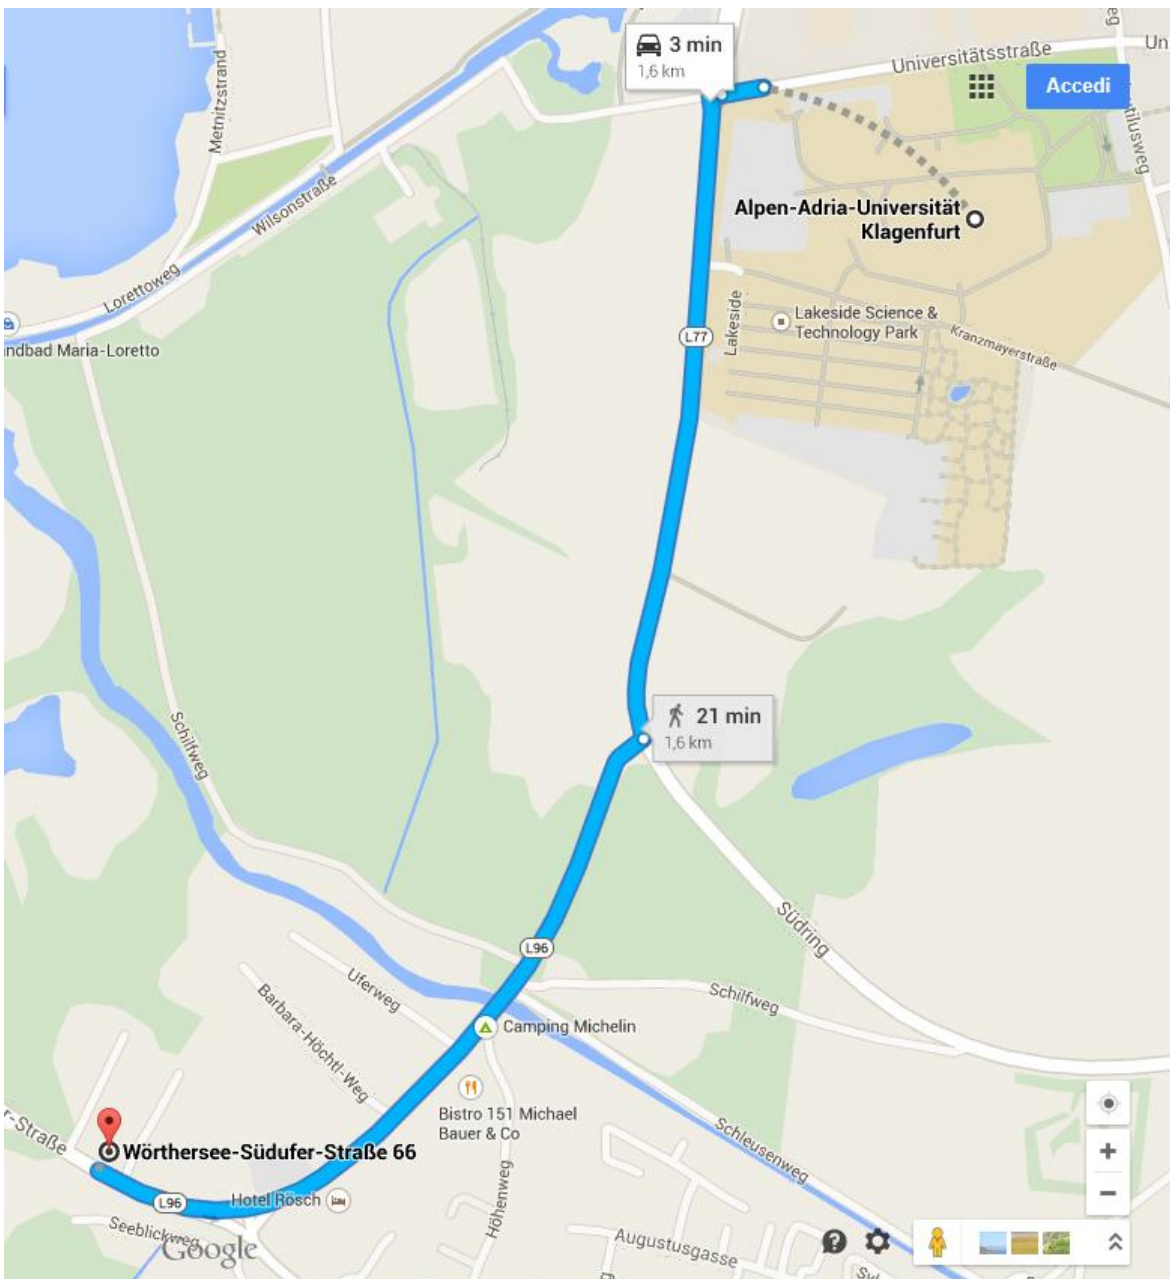 3 min
1,6 km
Universitätsstraße
Un
Accedi
Metnitzstrand
Wilsonstraße
Lorettoweg
ndbad Maria-Loretto
Alpen-Adria-Universität
Klagenfurt
Lakeside
Lakeside Science &
Technology Park
Kranzmayerstraße
L77
Schilfweg
21 min
1,6 km
Südring
L96
Uferweg
Schilfweg
Barbara-Höchtl-Weg
Camping Michelin
Bistro 151 Michael
Bauer & Co
r-Straße
Wörthersee-Südufer-Straße 66
Schleusenweg
L96
Hotel Rösch
Höhenweg
Seeblickweg
Google
Augustusgasse